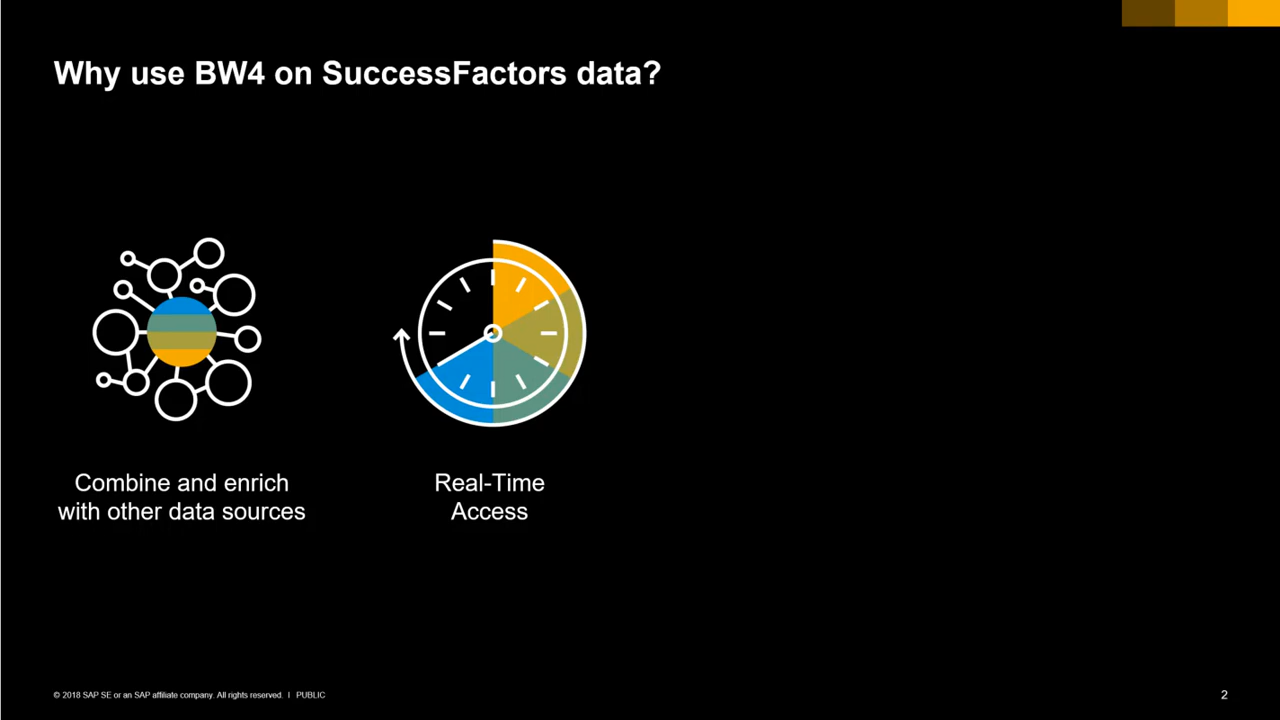 Why use BW4 on SuccessFactors data?
Combine and enrich
with other data sources
Real-Time
Access
© 2018 SAP SE or an SAP affiliate company. All rights reserved. I PUBLIC
2